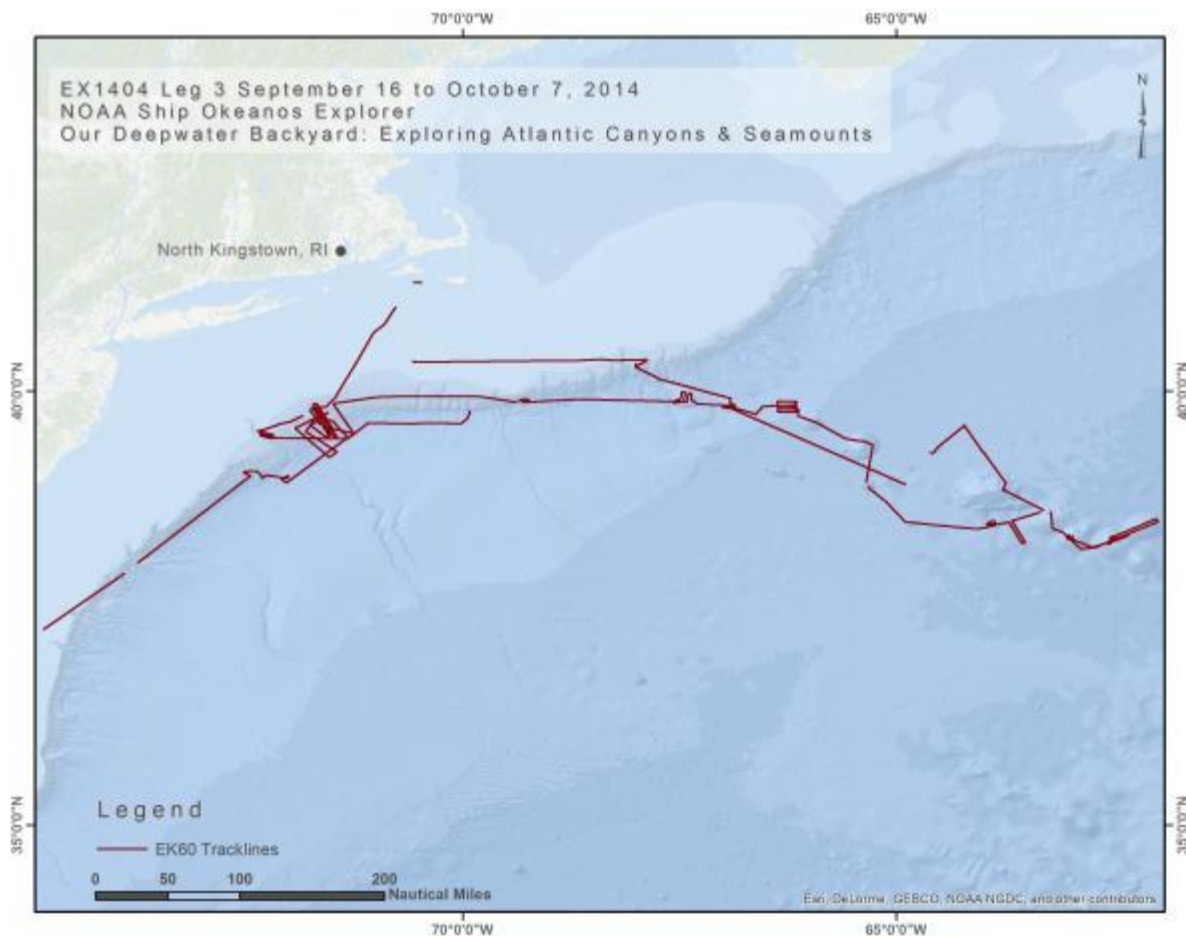 70°0'0"W 65°0'0"W
EX1404 Leg 3 September 16 to October 7, 2014
NOAA Ship Okeanos Explorer
Our Deepwater Backyard: Exploring Atlantic Canyons & Seamounts
N
North Kingstown, RI
40°0'0"N 40°0'0"N
Legend
EK60 Tracklines
35°0'0"N 35°0'0"N
0 50 100 200
Nautical Miles
Esri, DeLorme, GEBCO, NOAA NGDC, and other contributors
70°0'0"W 65°0'0"W